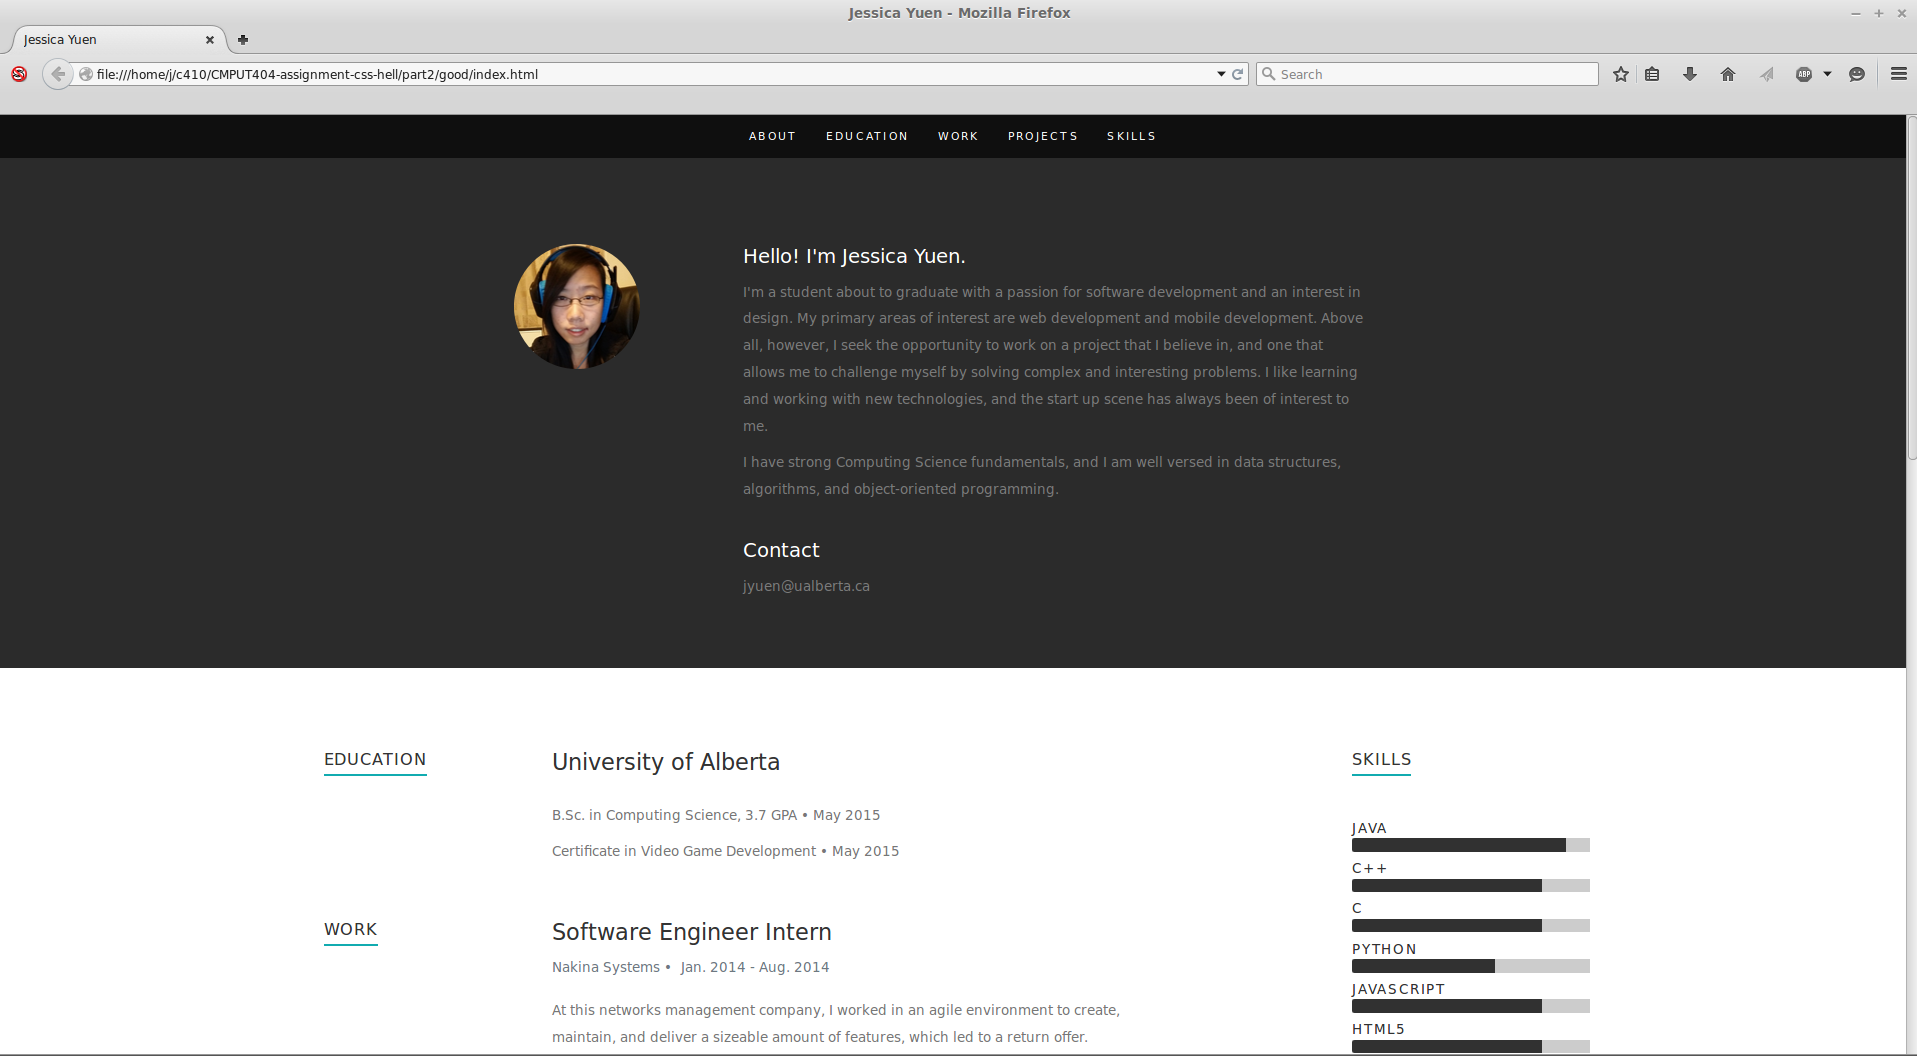 Jessica Yuen - Mozilla Firefox
Jessica Yuen
file:///home/j/c410/CMPUT404-assignment-css-hell/part2/good/index.html
Search
ABP
ABOUT EDUCATION WORK PROJECTS SKILLS
Hello! I'm Jessica Yuen.
I'm a student about to graduate with a passion for software development and an interest in
design. My primary areas of interest are web development and mobile development. Above
all, however, I seek the opportunity to work on a project that I believe in, and one that
allows me to challenge myself by solving complex and interesting problems. I like learning
and working with new technologies, and the start up scene has always been of interest to
me.
I have strong Computing Science fundamentals, and I am well versed in data structures,
algorithms, and object-oriented programming.
Contact
jyuen@ualberta.ca
EDUCATION
University of Alberta
B.Sc. in Computing Science, 3.7 GPA • May 2015
Certificate in Video Game Development • May 2015
WORK
Software Engineer Intern
Nakina Systems • Jan. 2014 - Aug. 2014
At this networks management company, I worked in an agile environment to create,
maintain, and deliver a sizeable amount of features, which led to a return offer.
SKILLS
JAVA
C++
C
PYTHON
JAVASCRIPT
HTML5